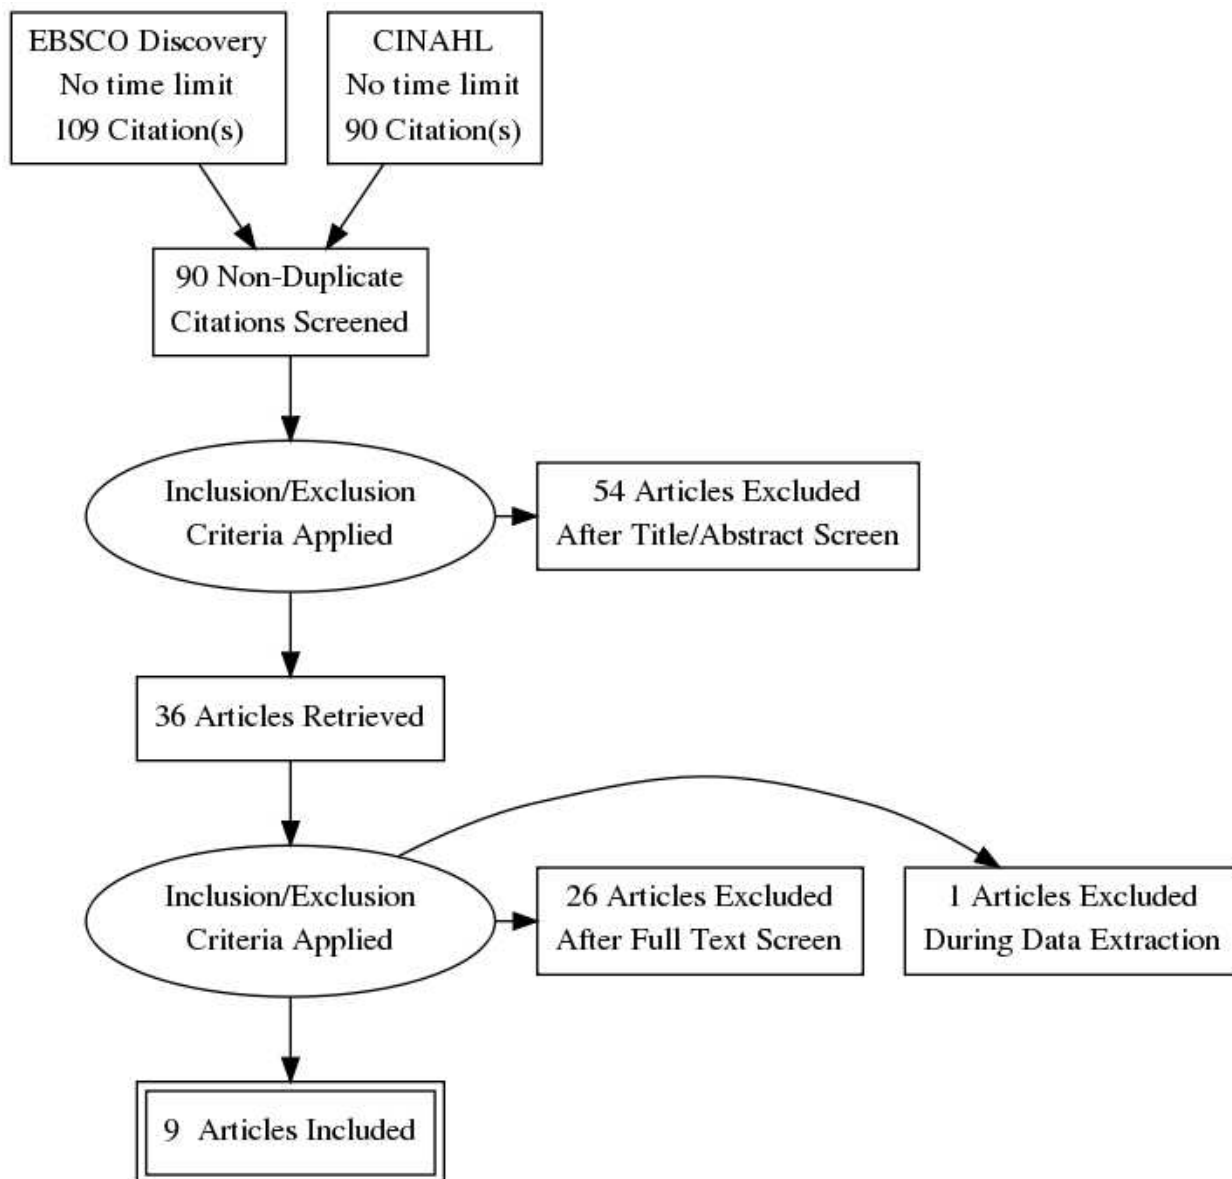 EBSCO Discovery
No time limit
109 Citation(s)
CINAHL
No time limit
90 Citation(s)
90 Non-Duplicate
Citations Screened
Inclusion/Exclusion
Criteria Applied
54 Articles Excluded
After Title/Abstract Screen
36 Articles Retrieved
Inclusion/Exclusion
Criteria Applied
26 Articles Excluded
After Full Text Screen
1 Articles Excluded
During Data Extraction
9 Articles Included